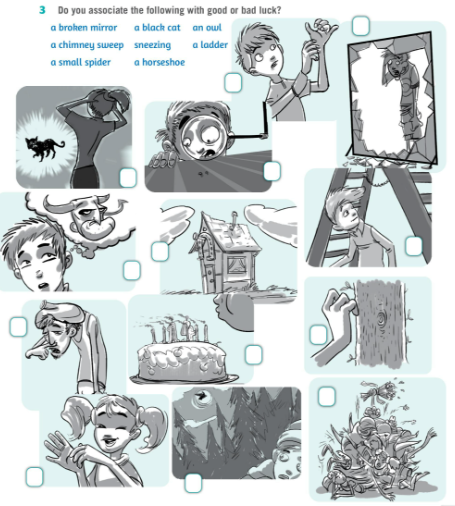 3 Do you associate the following with good or bad luck?
a broken mirror a black cat an owl
a chimney sweep sneezing a ladder
a small spider a horseshoe